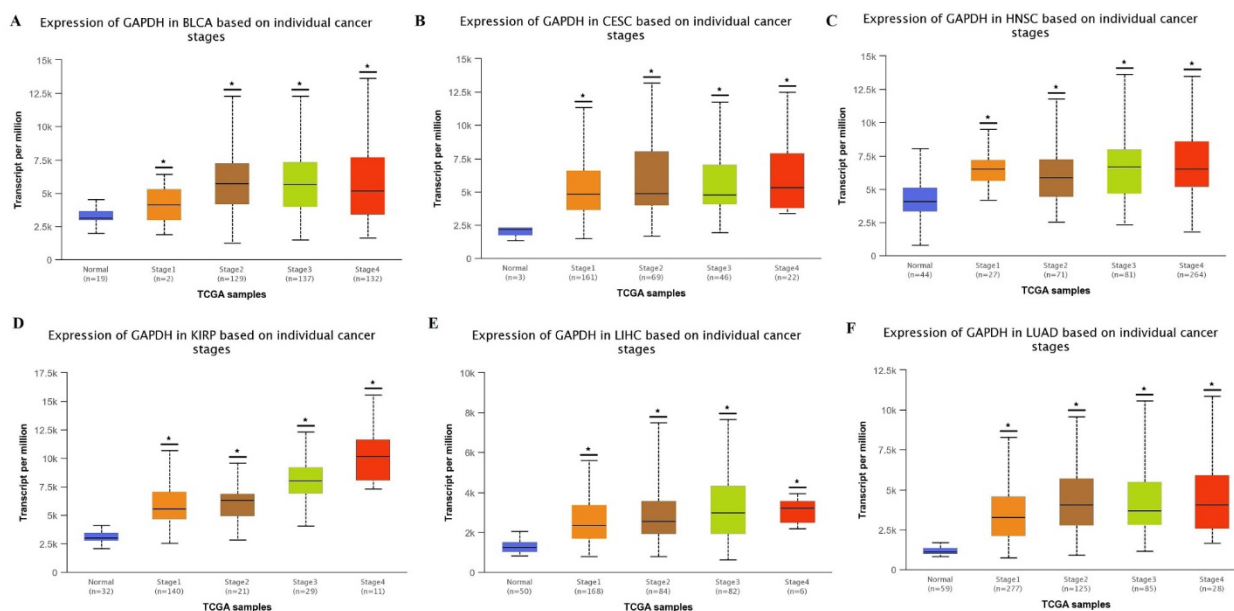 A
Expression of GAPDH in BLCA based on individual cancer
stages
15k
12.5k
10k
7.5k
5k
2.5k
0
Transcript per million
Normal
(n=19)
Stage1
(n=2)
Stage2
(n=129)
Stage3
(n=137)
Stage4
(n=132)
TCGA samples
B
Expression of GAPDH in CESC based on individual cancer
stages
15k
12.5k
10k
7.5k
5k
2.5k
0
Transcript per million
Normal
(n=3)
Stage1
(n=161)
Stage2
(n=69)
Stage3
(n=46)
Stage4
(n=22)
TCGA samples
C
Expression of GAPDH in HNSC based on individual cancer
stages
15k
12.5k
10k
7.5k
5k
2.5k
0
Transcript per million
Normal
(n=44)
Stage1
(n=27)
Stage2
(n=71)
Stage3
(n=81)
Stage4
(n=264)
TCGA samples
D
Expression of GAPDH in KIRP based on individual cancer
stages
17.5k
15k
12.5k
10k
7.5k
5k
2.5k
0
Transcript per million
Normal
(n=32)
Stage1
(n=140)
Stage2
(n=21)
Stage3
(n=29)
Stage4
(n=11)
TCGA samples
E
Expression of GAPDH in LIHC based on individual cancer
stages
10k
8k
6k
4k
2k
0
Transcript per million
Normal
(n=50)
Stage1
(n=168)
Stage2
(n=84)
Stage3
(n=82)
Stage4
(n=6)
TCGA samples
F
Expression of GAPDH in LUAD based on individual cancer
stages
12.5k
10k
7.5k
5k
2.5k
0
Transcript per million
Normal
(n=59)
Stage1
(n=277)
Stage2
(n=125)
Stage3
(n=85)
Stage4
(n=28)
TCGA samples